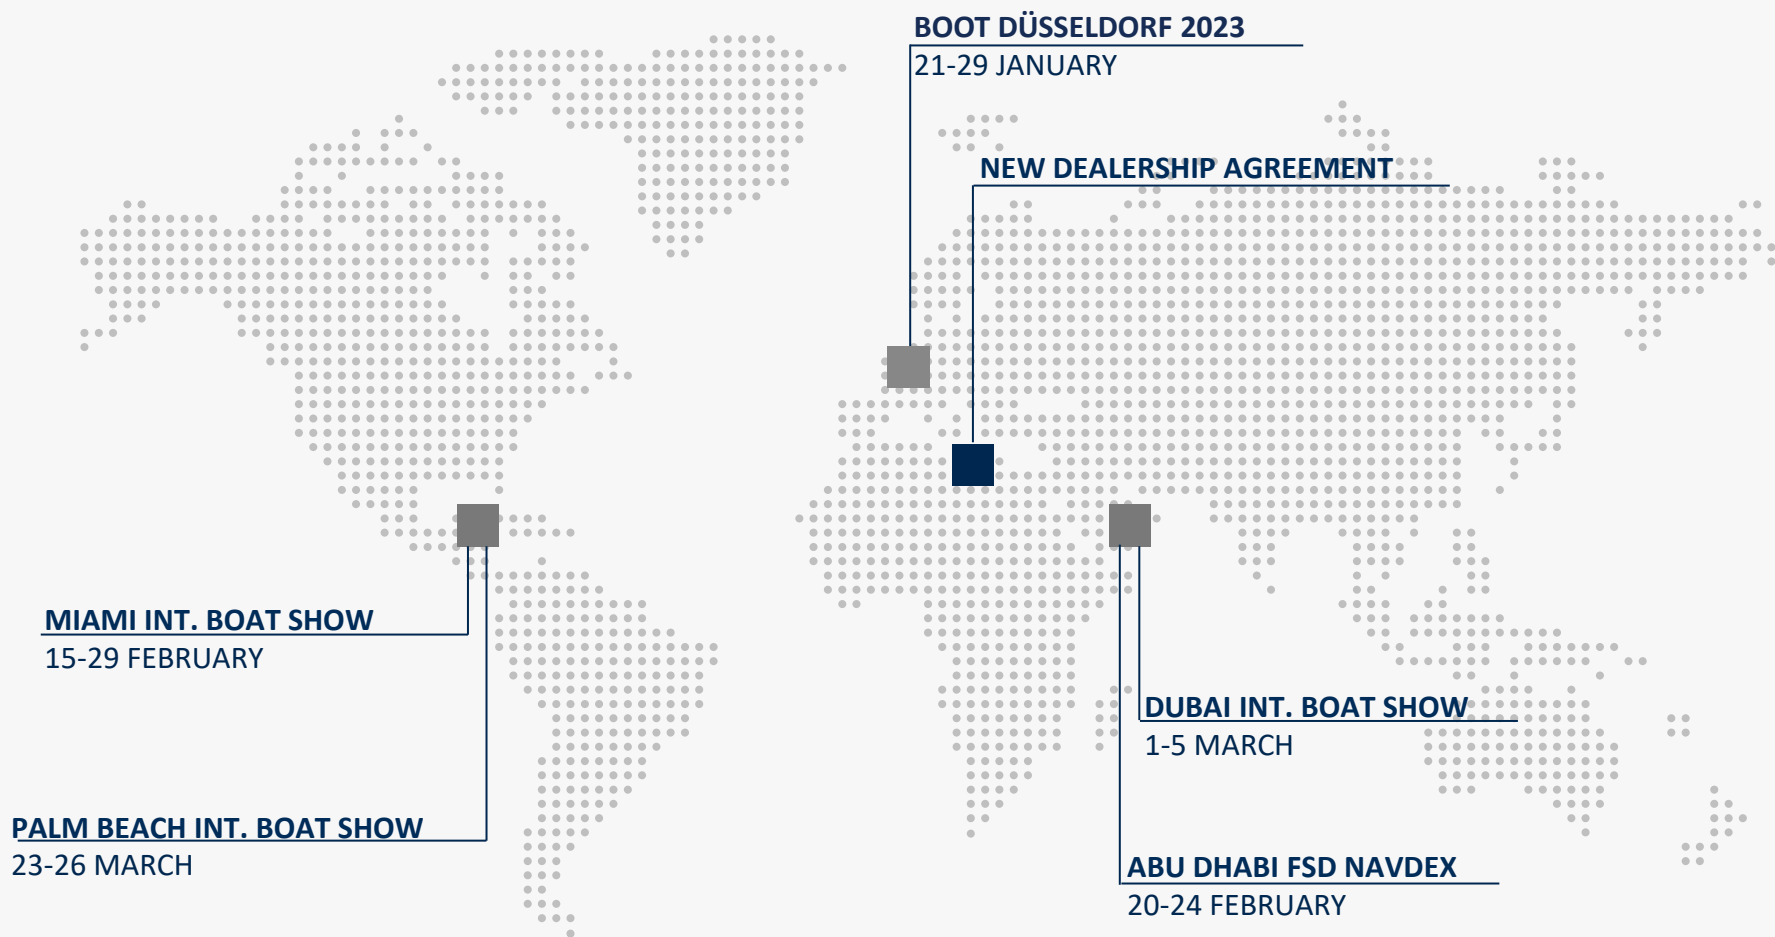 BOOT DÜSSELDORF 2023
21-29 JANUARY
NEW DEALERSHIP AGREEMENT
MIAMI INT. BOAT SHOW
15-29 FEBRUARY
DUBAI INT. BOAT SHOW
1-5 MARCH
PALM BEACH INT. BOAT SHOW
23-26 MARCH
ABU DHABI FSD NAVDEX
20-24 FEBRUARY